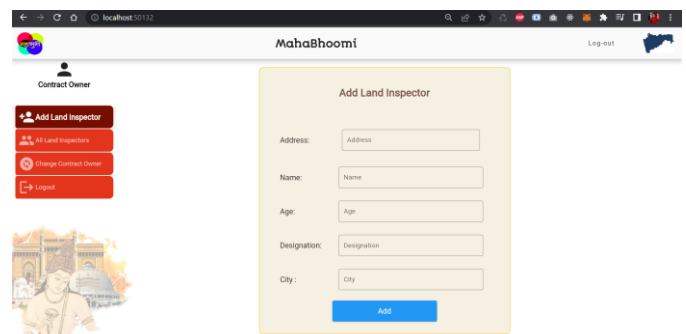 localhost:50132
MahaBhoomi
Log-out
Contract Owner
Add Land Inspector
All Land Inspectors
Change Contract Owner
Logout
Add Land Inspector
Address:
Address
Name:
Name
Age:
Age
Designation:
Designation
City :
City
Add